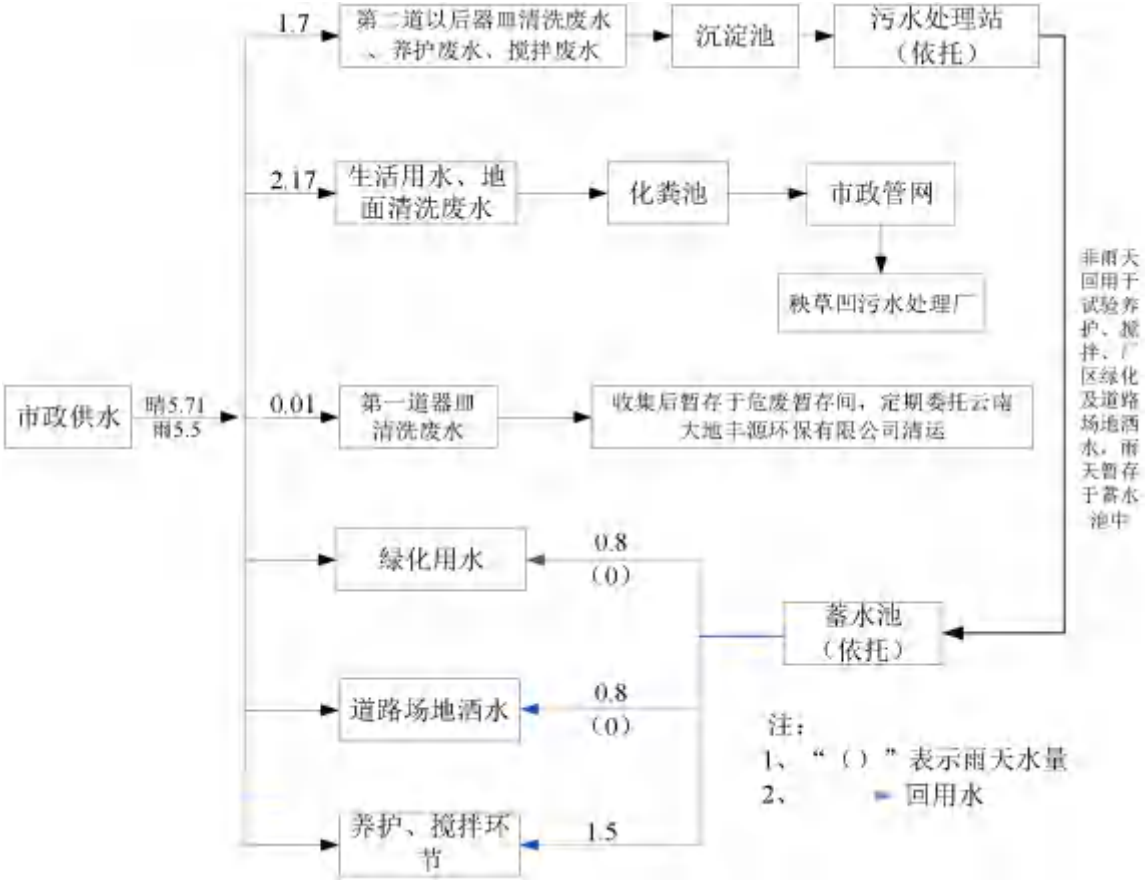 1.7
第二道以后器皿清洗废水
、养护废水、搅拌废水
沉淀池
污水处理站
（依托）
2.17
生活用水、地
面清洗废水
化粪池
市政管网
秧草凹污水处理厂
非雨天
回用于
试验养
护、搅
拌、厂
区绿化
及道路
场地洒
水，雨
天暂存
于蓄水
池中
市政供水
晴5.71
雨5.5
0.01
第一道器皿
清洗废水
收集后暂存于危废暂存间，定期委托云南
大地丰源环保有限公司清运
绿化用水
0.8
（0）
蓄水池
（依托）
道路场地洒水
0.8
（0）
养护、搅拌环
节
1.5
注：
1、“（）”表示雨天水量
2、 回用水